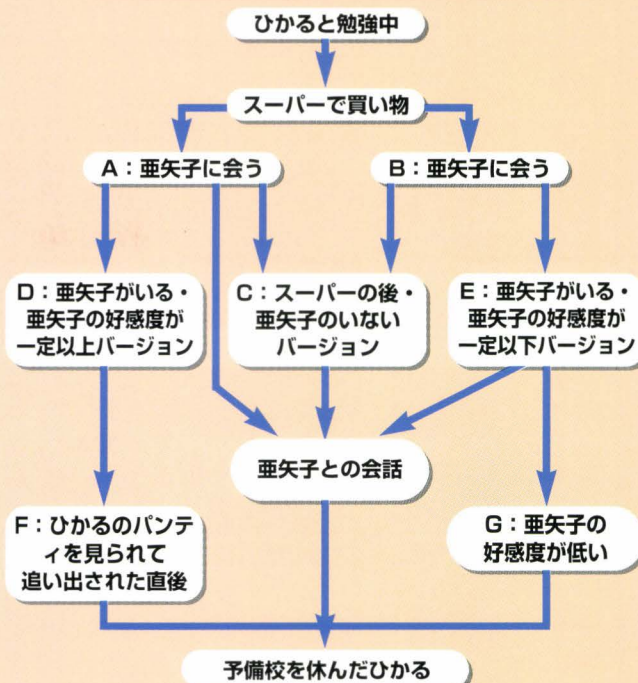 ひかると勉強中
スーパーで買い物
A:亜矢子に会う
B:亜矢子に会う
D:亜矢子がいる・
亜矢子の好感度が
一定以上バージョン
C:スーパーの後・
亜矢子のいない
バージョン
E:亜矢子がいる・
亜矢子の好感度が
一定以下バージョン
亜矢子との会話
F:ひかるのパンテ
ィを見られて
追い出された直後
G:亜矢子の
好感度が低い
予備校を休んだひかる